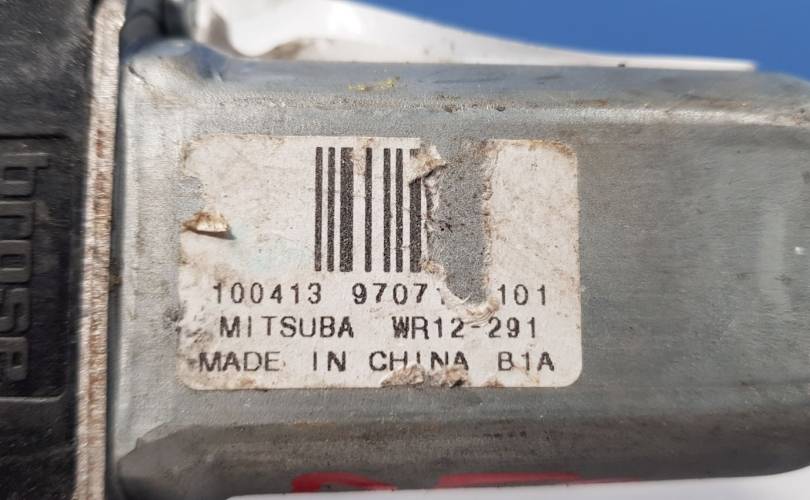 brose
100413 101
MITSUBA WR12-291
MADE IN CHINA B1A